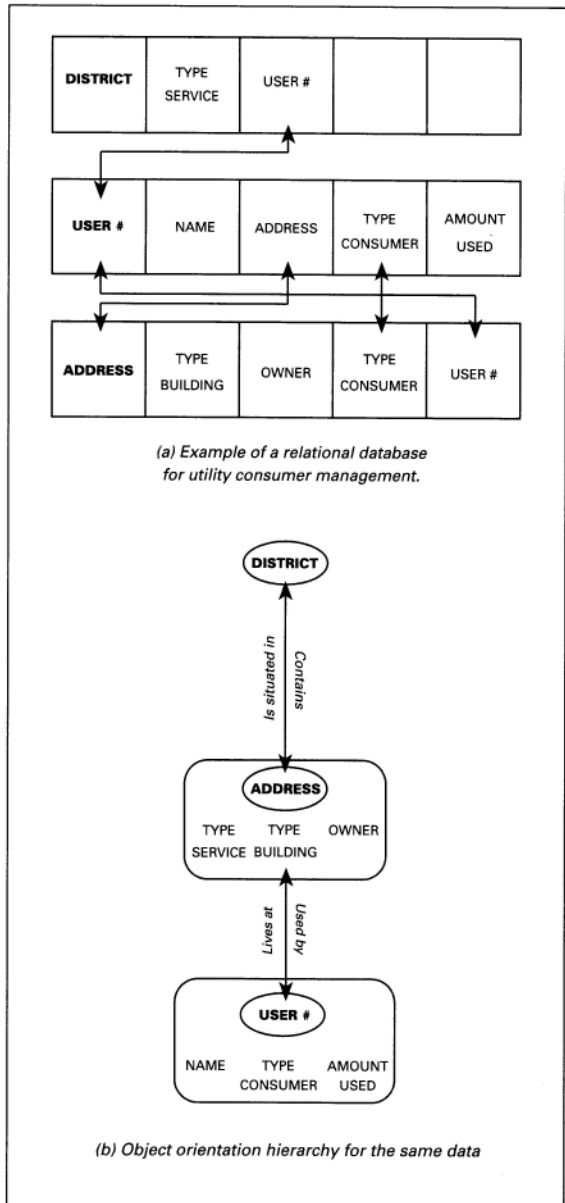 DISTRICT
TYPE
SERVICE
USER #
USER #
NAME
ADDRESS
TYPE
CONSUMER
AMOUNT
USED
ADDRESS
TYPE
BUILDING
OWNER
TYPE
CONSUMER
USER #
(a) Example of a relational database
for utility consumer management.
DISTRICT
Is situated in
Contains
ADDRESS
TYPE
SERVICE
TYPE
BUILDING
OWNER
Lives at
Used by
USER #
NAME
TYPE
CONSUMER
AMOUNT
USED
(b) Object orientation hierarchy for the same data